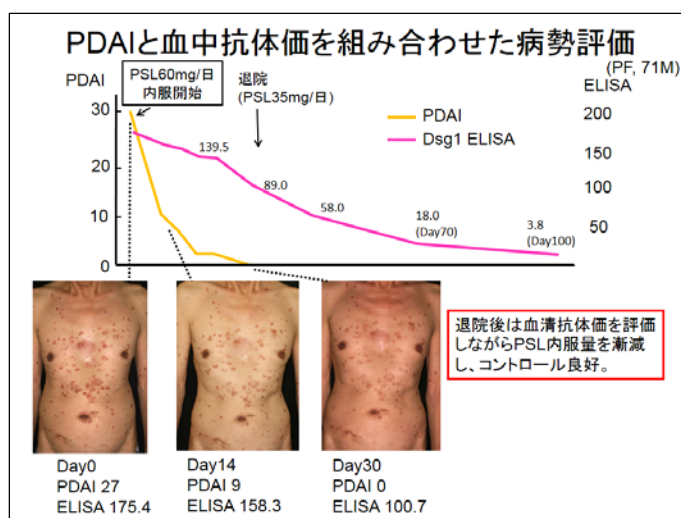 PDAIと血中抗体価を組み合わせた病勢評価
(PF, 71M)
PDAI
PSL60mg/日
内服開始
退院
(PSL35mg/日)
ELISA
30
20
10
0
PDAI
Dsg1 ELISA
200
150
100
50
139.5
89.0
58.0
18.0
(Day70)
3.8
(Day100)
退院後は血清抗体価を評価
しながらPSL内服量を漸減
し、コントロール良好。
Day0
PDAI 27
ELISA 175.4
Day14
PDAI 9
ELISA 158.3
Day30
PDAI 0
ELISA 100.7